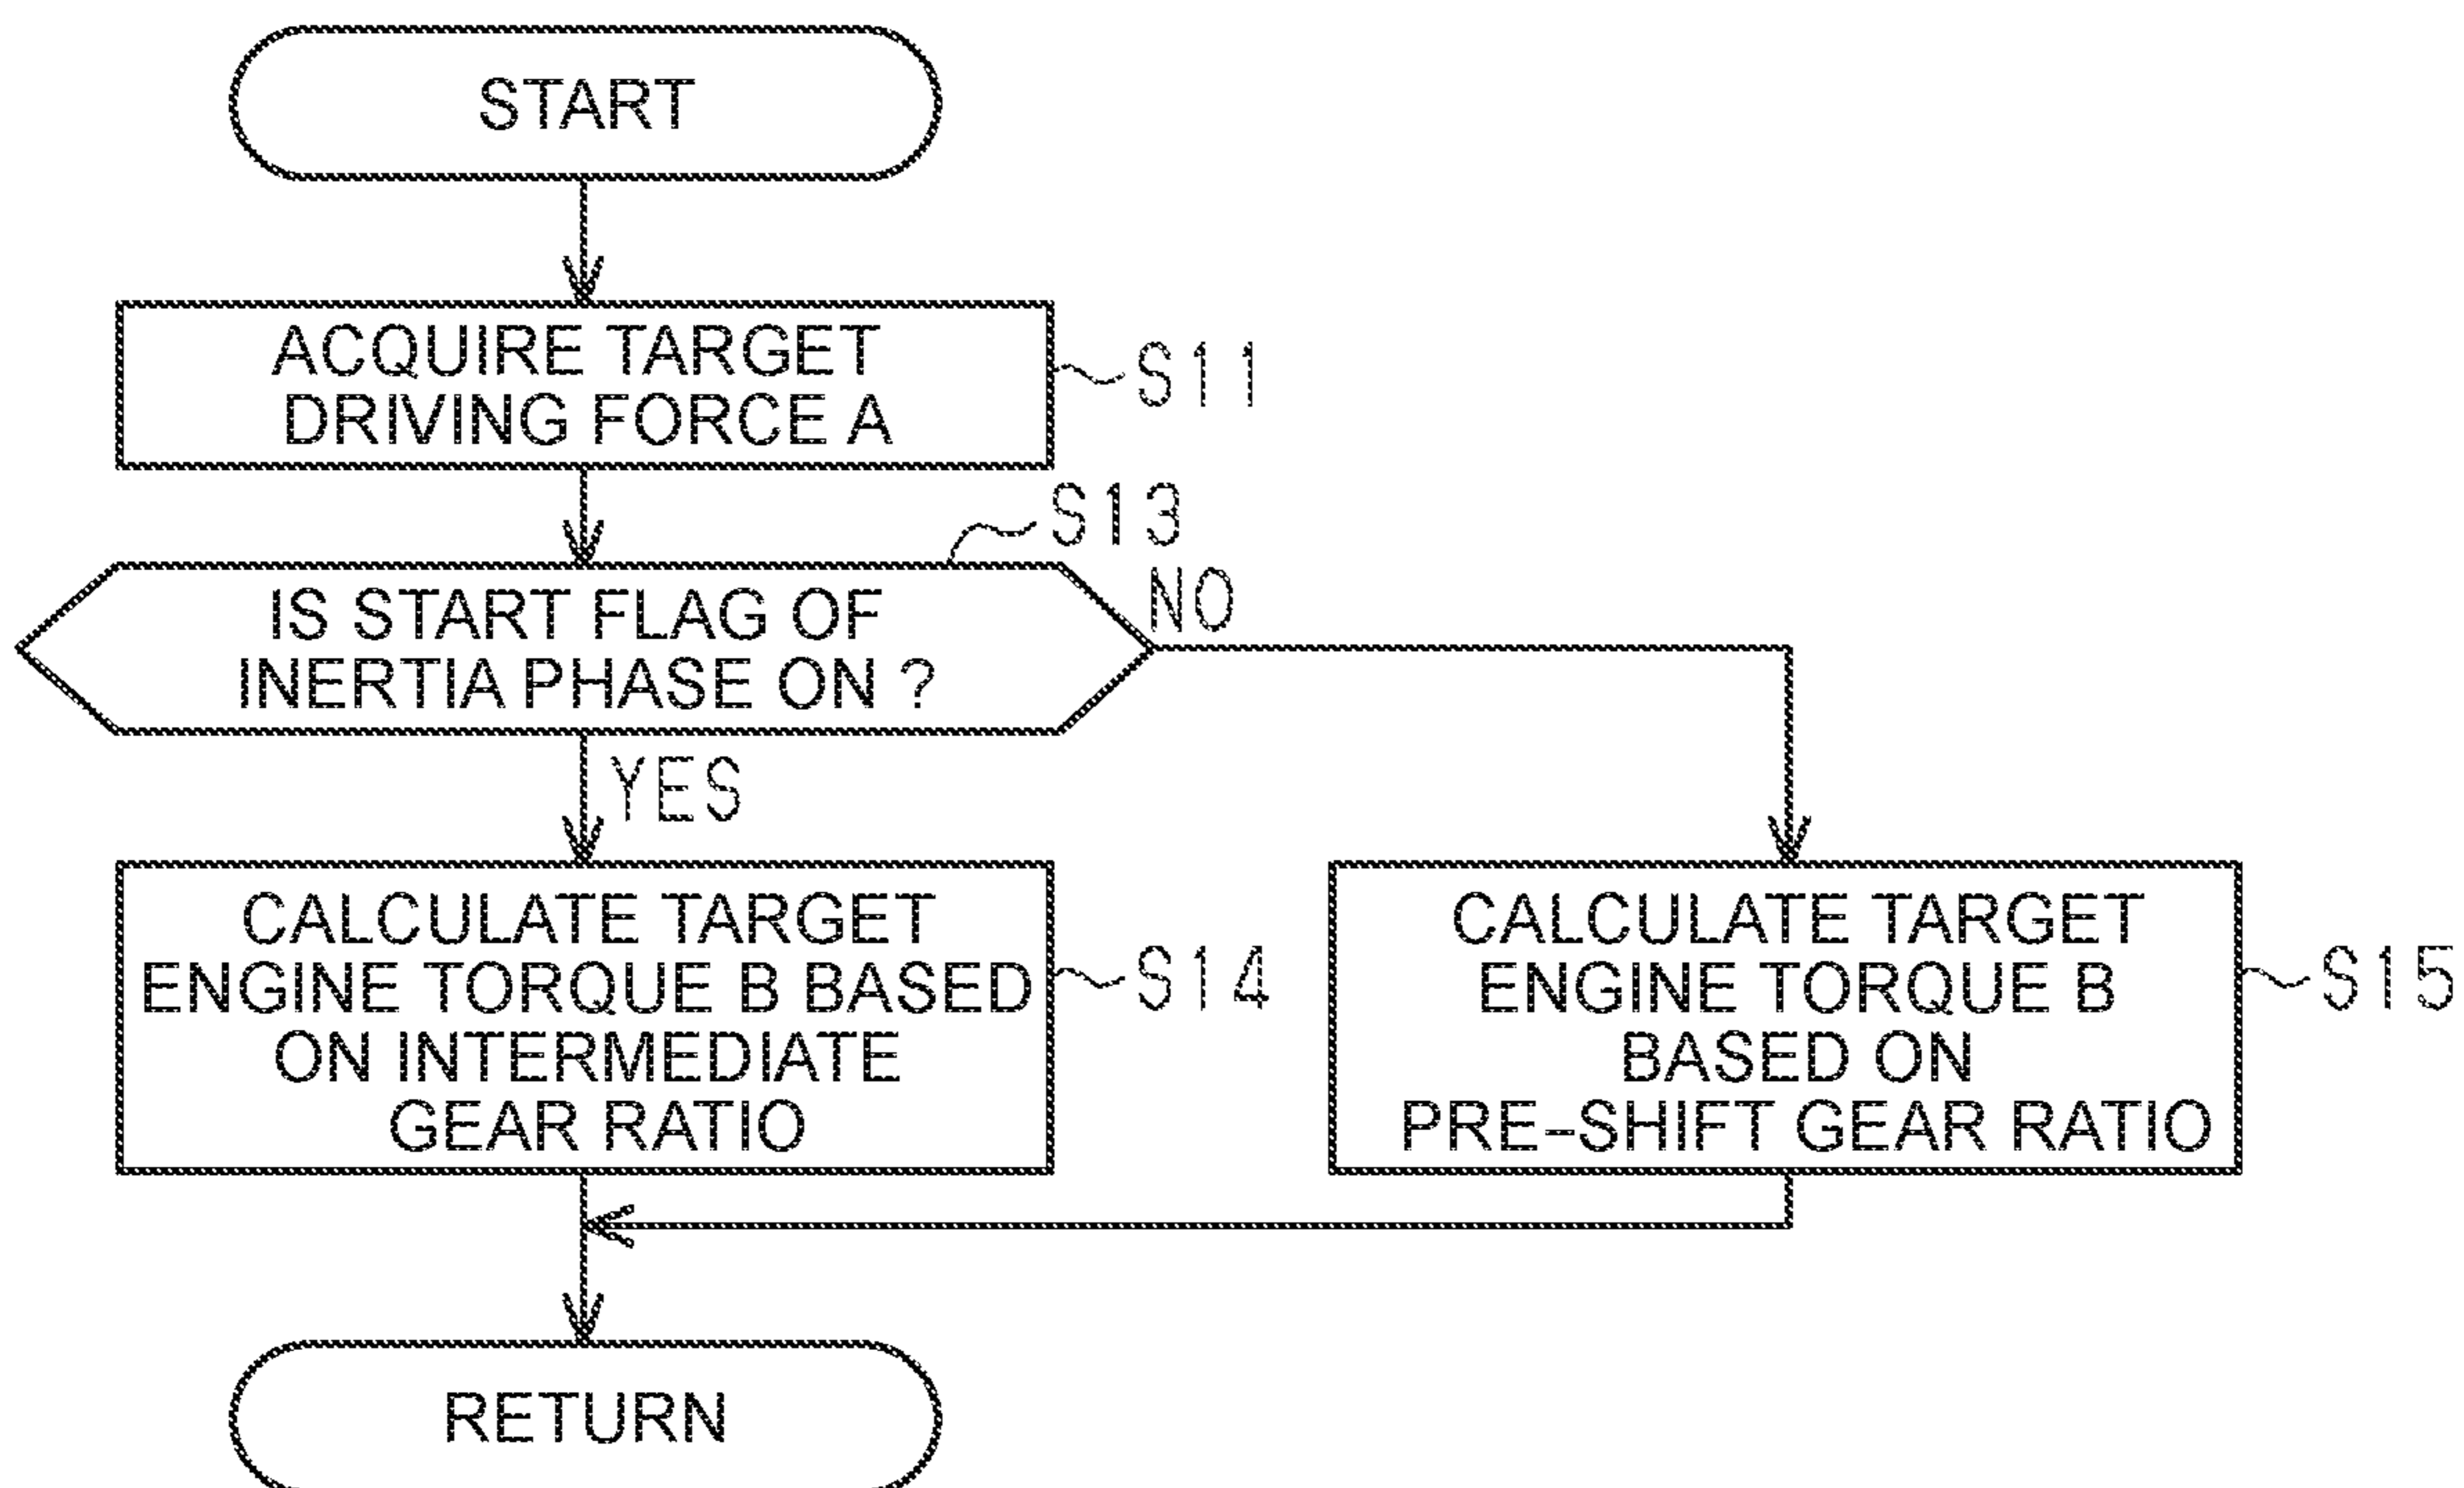 START
ACQUIRE TARGET
DRIVING FORCE A
S11
S13
IS START FLAG OF
INERTIA PHASE ON ?
NO
YES
CALCULATE TARGET
ENGINE TORQUE B BASED
ON INTERMEDIATE
GEAR RATIO
S14
CALCULATE TARGET
ENGINE TORQUE B
BASED ON
PRE-SHIFT GEAR RATIO
S15
RETURN